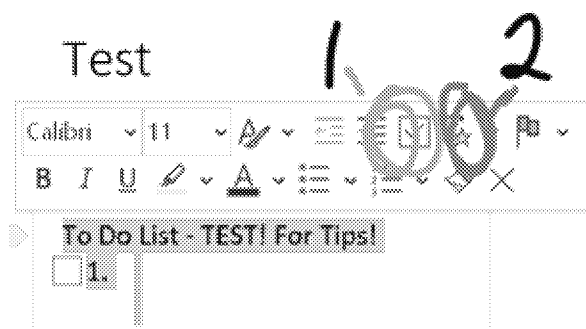 1 2
Test
Calibri 11
B I U A
To Do List - TEST! For Tips!
1.